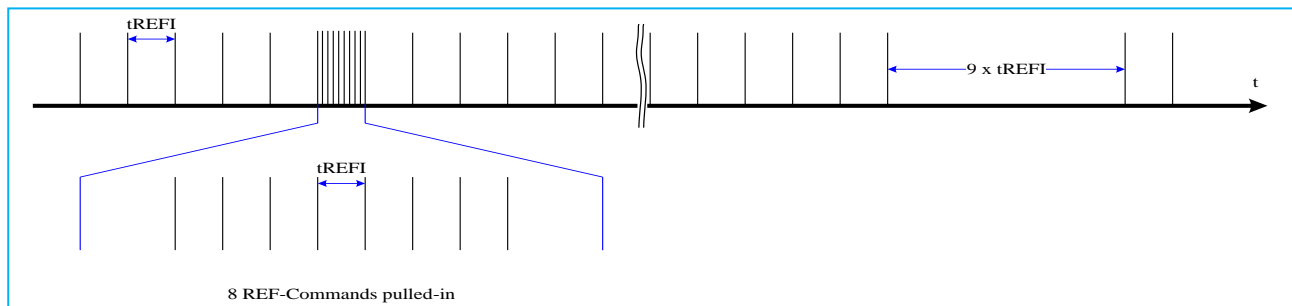 tREFI
9 x tREFI
t
tREFI
8 REF-Commands pulled-in